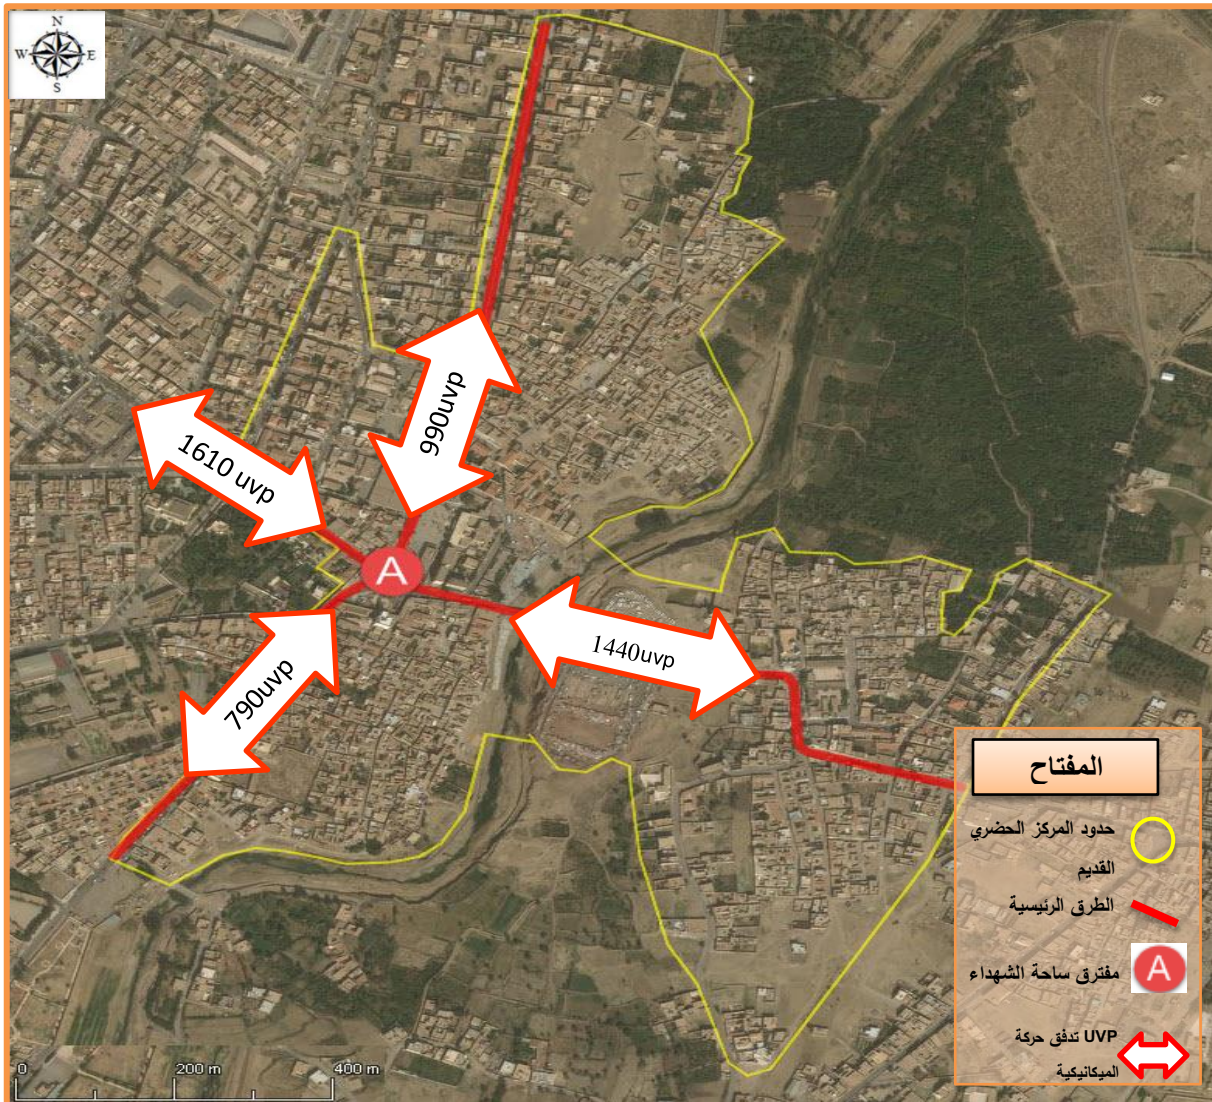 N
W E
S
990uvp
1610 uvp
A
1440uvp
790uvp
المفتاح
حدود المركز الحضري
القديم
الطرق الرئيسية
مفترق ساحة الشهداء
A
UVP تدفق حركة
الميكانيكية
0 200 m 400 m